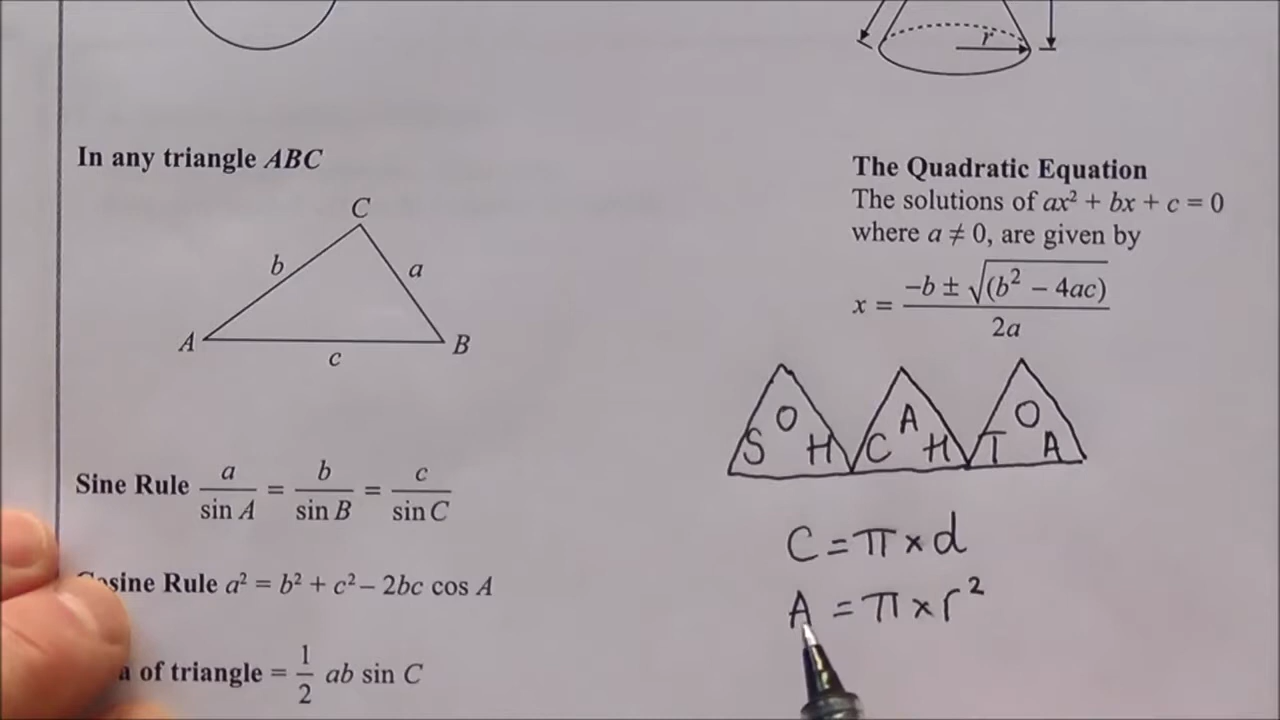 r
In any triangle ABC
C
b
a
A
B
c
Sine Rule a/sin A = b/sin B = c/sin C
Rule a² = b² + c² – 2bc cos A
of triangle = 1/2 ab sin C
The Quadratic Equation
The solutions of ax² + bx + c = 0
where a ≠ 0, are given by
x = –b ± √(b² – 4ac) / 2a
O A O
S H C H T A
C = π × d
A = π × r²